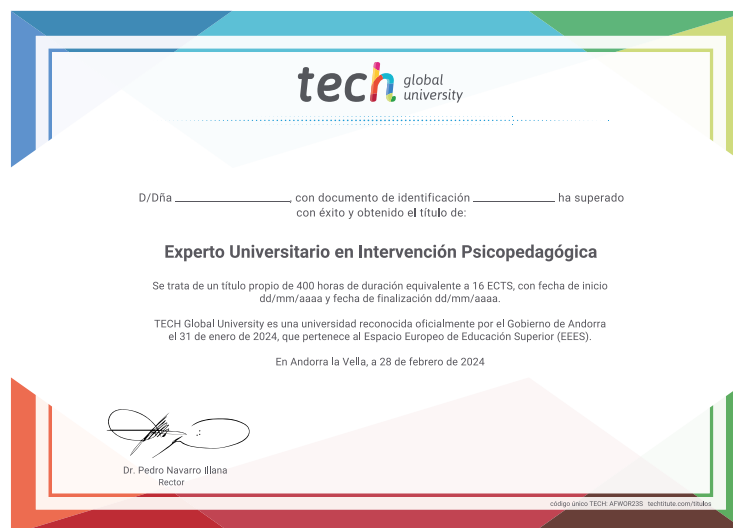 tech global university
D/Dña ____________, con documento de identificación ____________ ha superado
con éxito y obtenido el título de:
Experto Universitario en Intervención Psicopedagógica
Se trata de un título propio de 400 horas de duración equivalente a 16 ECTS, con fecha de inicio
dd/mm/aaaa y fecha de finalización dd/mm/aaaa.
TECH Global University es una universidad reconocida oficialmente por el Gobierno de Andorra
el 31 de enero de 2024, que pertenece al Espacio Europeo de Educación Superior (EEES).
En Andorra la Vella, a 28 de febrero de 2024
Dr. Pedro Navarro Illana
Rector
código único TECH: AFWOR23S techtitute.com/titulos